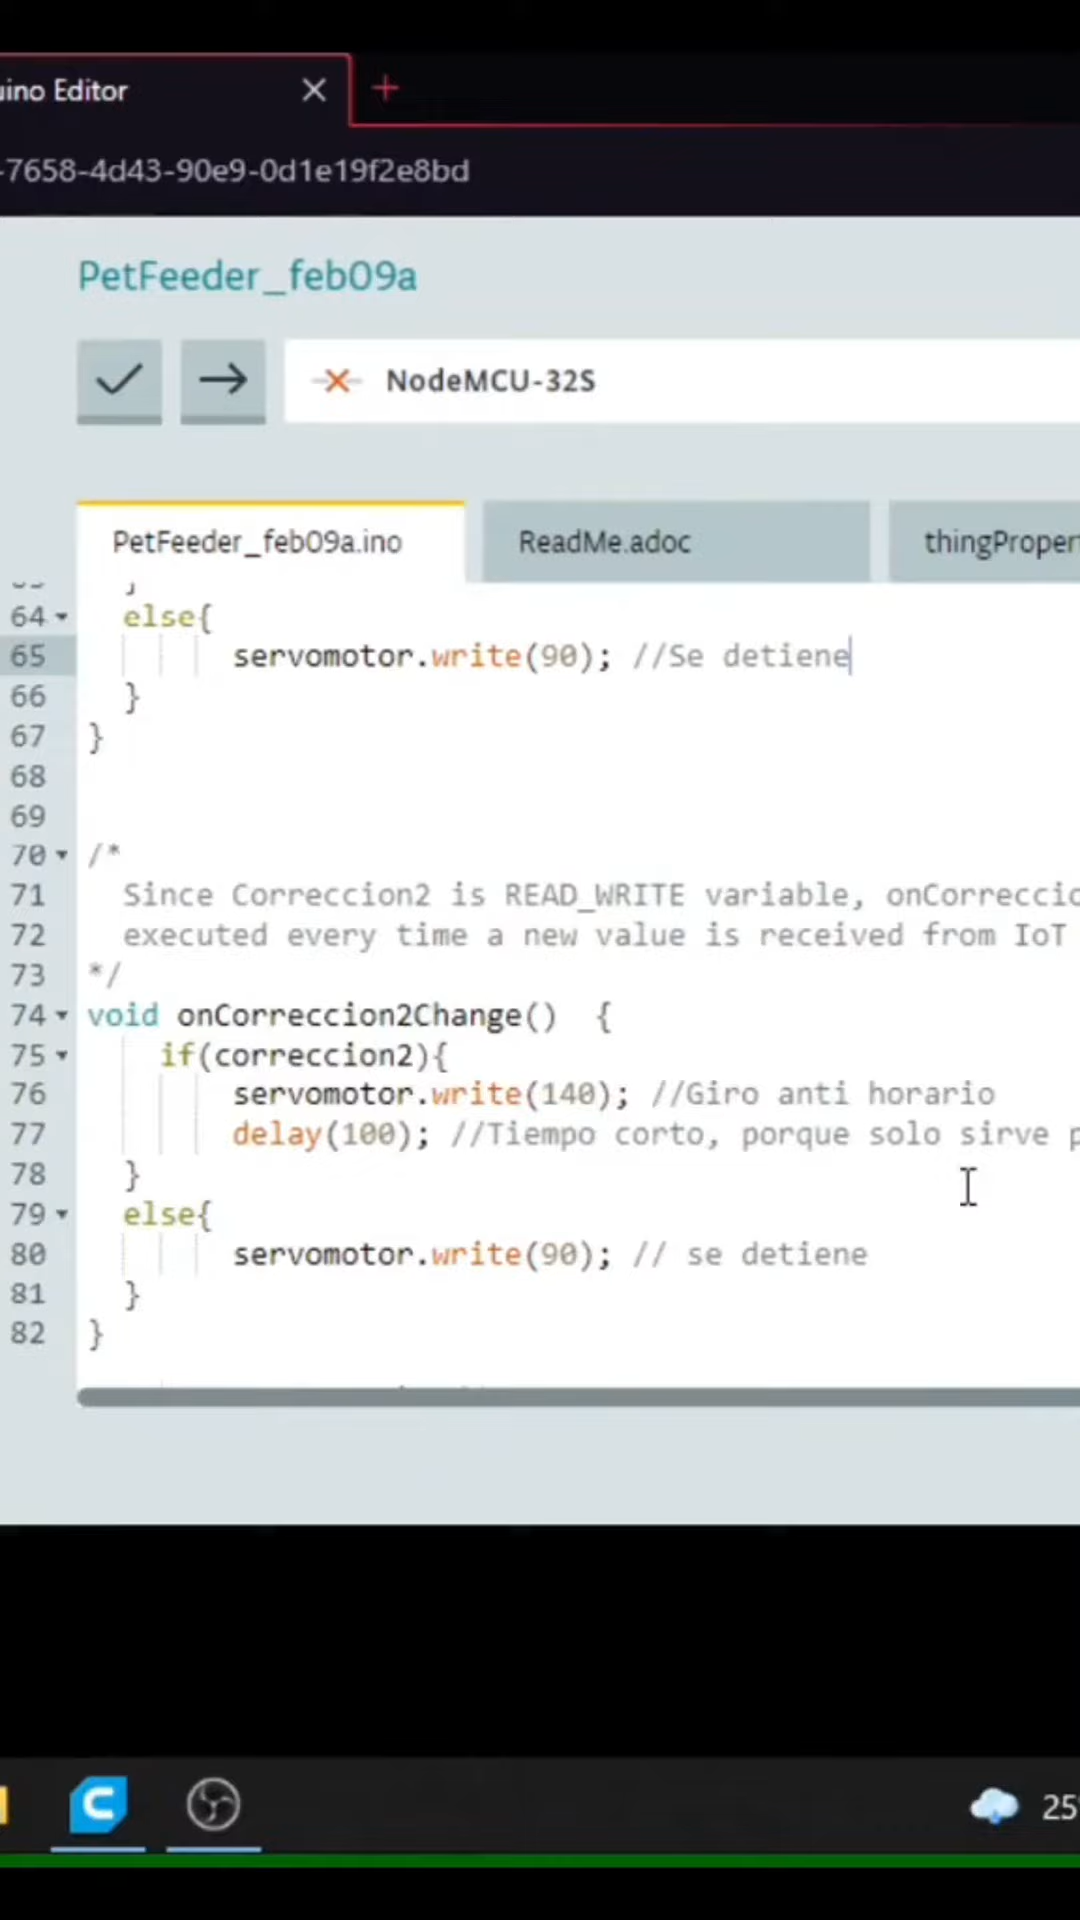 Editor
-7658-4d43-90e9-0d1e19f2e8bd
PetFeeder_feb09a
NodeMCU-32S
PetFeeder_feb09a.ino
ReadMe.adoc
64 else{
65 servomotor.write(90); //Se detiene
66 }
67 }
68
69
70 /*
71 Since Correccion2 is READ_WRITE variable,
72 executed every time a new value is received from IoT
73 */
74 void onCorreccion2Change() {
75 if(correccion2){
76 servomotor.write(140); //Giro anti horario
77 delay(100); //Tiempo corto, porque solo sirve
78 }
79 else{
80 servomotor.write(90); // se detiene
81 }
82 }
25